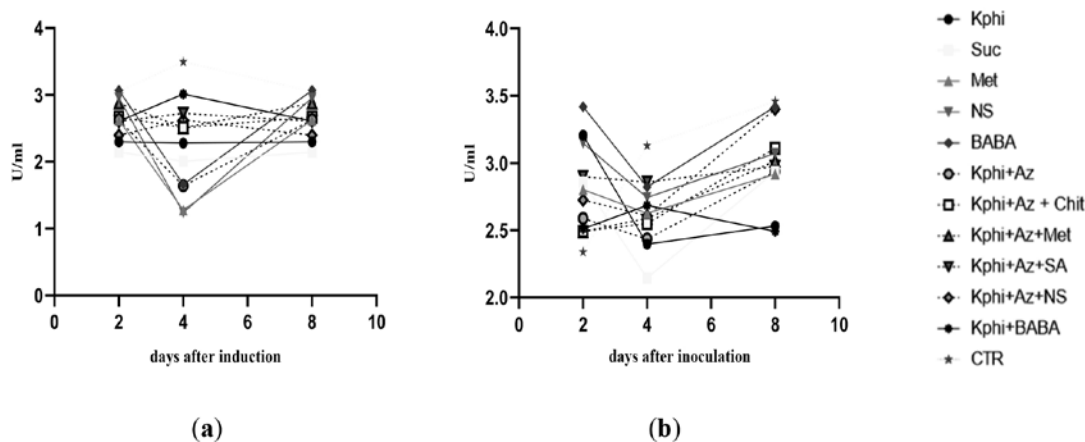 4
3
2
1
0
U/ml
0
2
4
6
8
10
days after induction
(a)
4.0
3.5
3.0
2.5
2.0
U/ml
0
2
4
6
8
10
days after inoculation
(b)
Kphi
Suc
Met
NS
BABA
Kphi+Az
Kphi+Az + Chit
Kphi+Az+Met
Kphi+Az+SA
Kphi+Az+NS
Kphi+BABA
CTR